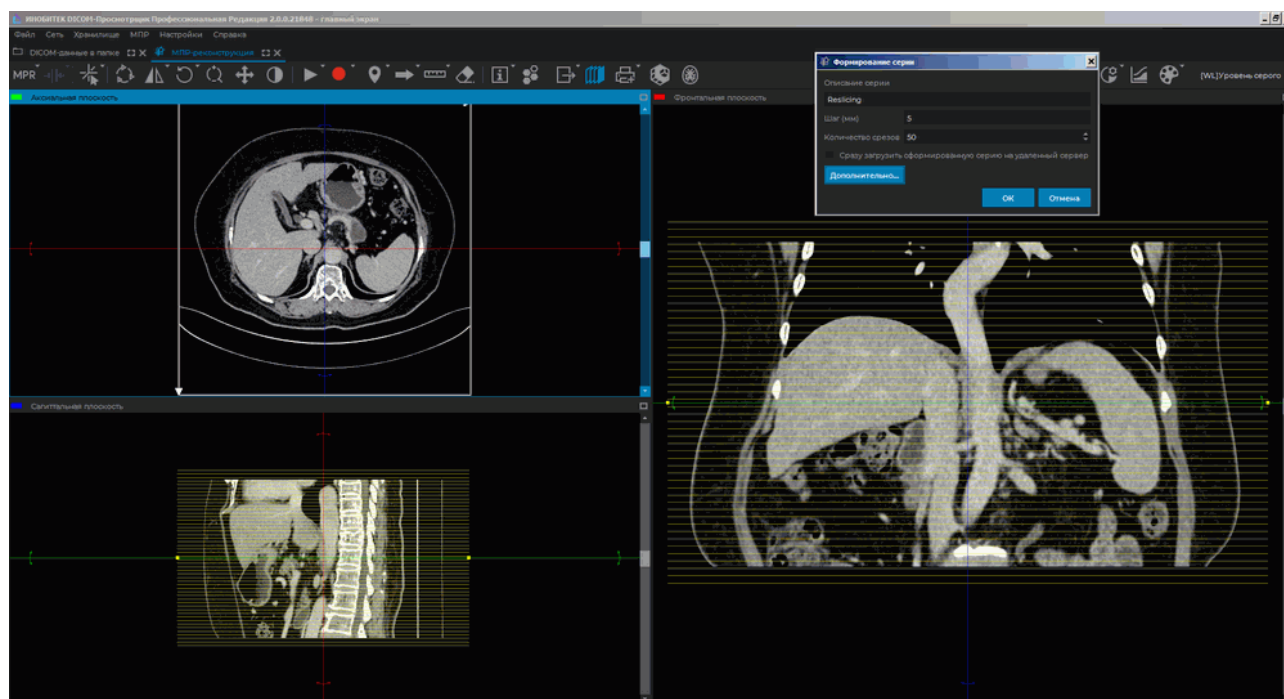 ИНОБИТЕК DICOM-Просмотрщик Профессиональная Редакция 2.0.0.21848 - главный экран
Файл Сеть Хранилище МПР Настройки Справка
DICOM-данные в папке МПР-реконструкция
MPR [WL]Уровень серого
Формирование серии
Описание серии
Reslicing
Шаг (мм) 5
Количество срезов 50
Сразу загрузить сформированную серию на удаленный сервер
Дополнительно...
ОК Отмена
Аксиальная плоскость
Фронтальная плоскость
Сагиттальная плоскость